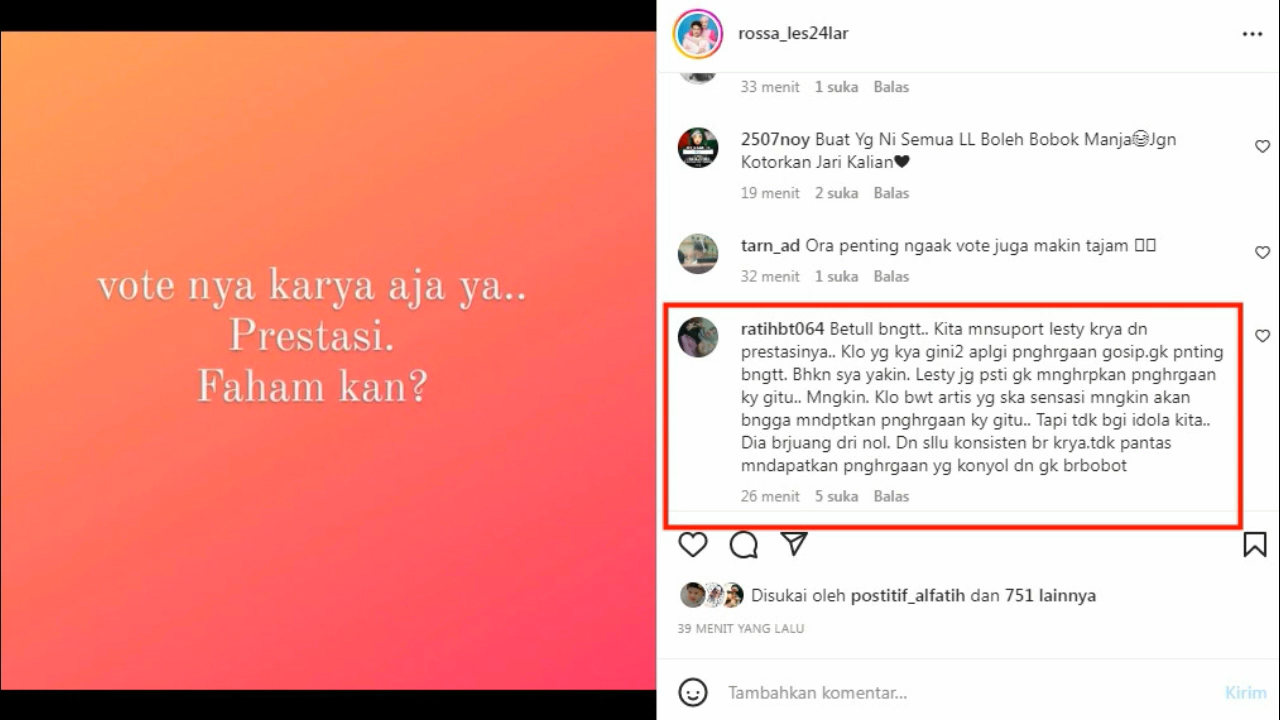 vote nya karya aja ya..
Prestasi.
Faham kan?
rossa_les24lar
33 menit 1 suka Balas
2507noy Buat Yg Ni Semua LL Boleh Bobok Manja😂Jgn
Kotorkan Jari Kalian🖤
19 menit 2 suka Balas
tarn_ad Ora penting ngaak vote juga makin tajam
32 menit 1 suka Balas
ratihbt064 Betull bngtt.. Kita mnsuport lesty krya dn
prestasinya.. Klo yg kya gini2 aplgi pnghrgaan gosip.gk pnting
bngtt. Bhkn sya yakin. Lesty jg psti gk mnghrpkan pnghrgaan
ky gitu.. Mngkin. Klo bwt artis yg ska sensasi mngkin akan
bngga mndptkan pnghrgaan ky gitu.. Tapi tdk bgi idola kita..
Dia brjuang dri nol. Dn sllu konsisten br krya.tdk pantas
mndapatkan pnghrgaan yg konyol dn gk brbobot
26 menit 5 suka Balas
Disukai oleh postitif_alfatih dan 751 lainnya
39 MENIT YANG LALU
Tambahkan komentar... Kirim